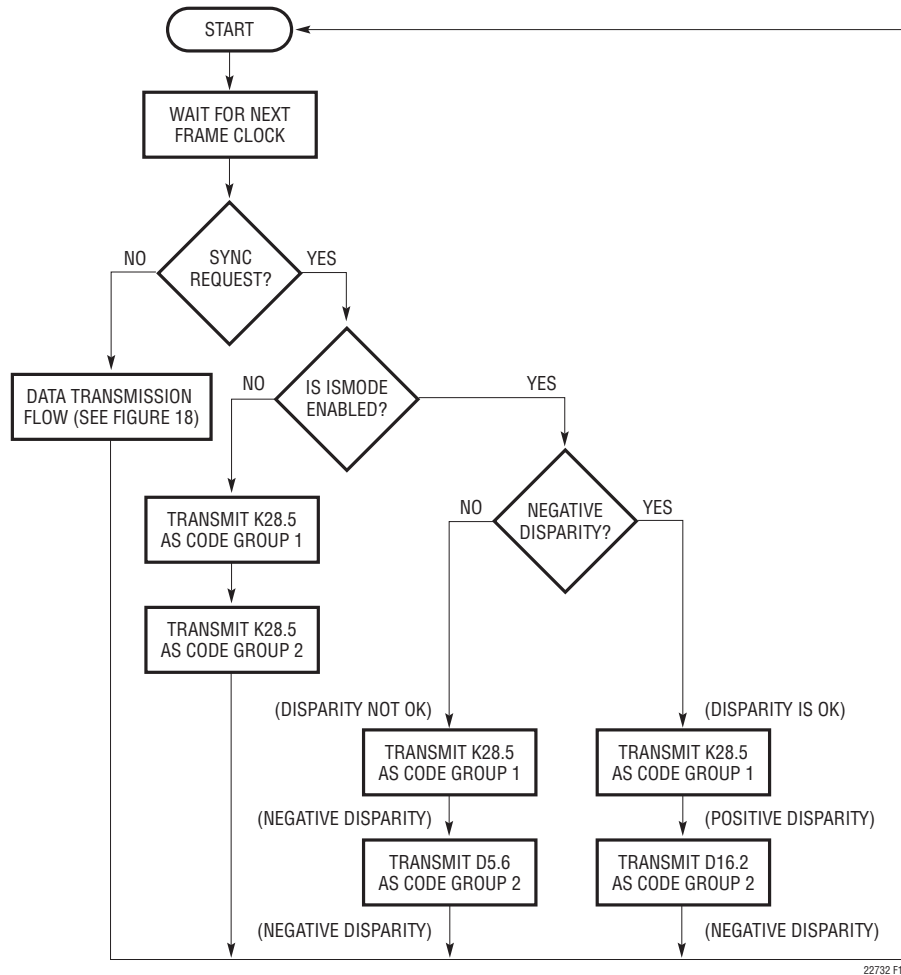 START
WAIT FOR NEXT
FRAME CLOCK
SYNC
REQUEST?
NO
YES
DATA TRANSMISSION
FLOW (SEE FIGURE 18)
IS ISMODE
ENABLED?
NO
YES
TRANSMIT K28.5
AS CODE GROUP 1
TRANSMIT K28.5
AS CODE GROUP 2
NEGATIVE
DISPARITY?
NO
YES
(DISPARITY NOT OK)
TRANSMIT K28.5
AS CODE GROUP 1
(NEGATIVE DISPARITY)
TRANSMIT D5.6
AS CODE GROUP 2
(NEGATIVE DISPARITY)
(DISPARITY IS OK)
TRANSMIT K28.5
AS CODE GROUP 1
(POSITIVE DISPARITY)
TRANSMIT D16.2
AS CODE GROUP 2
(NEGATIVE DISPARITY)
22732 F1